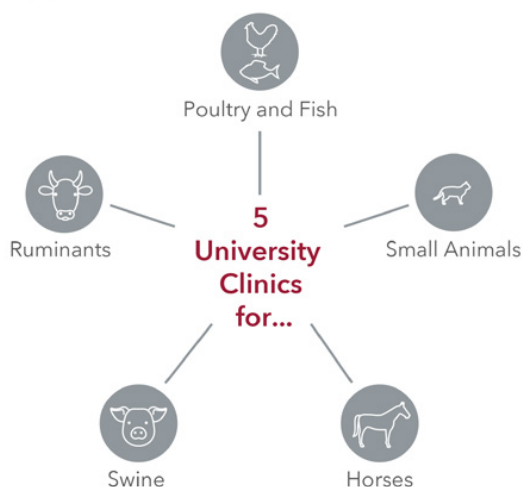 Poultry and Fish
Ruminants
5
University
Clinics
for...
Small Animals
Swine
Horses